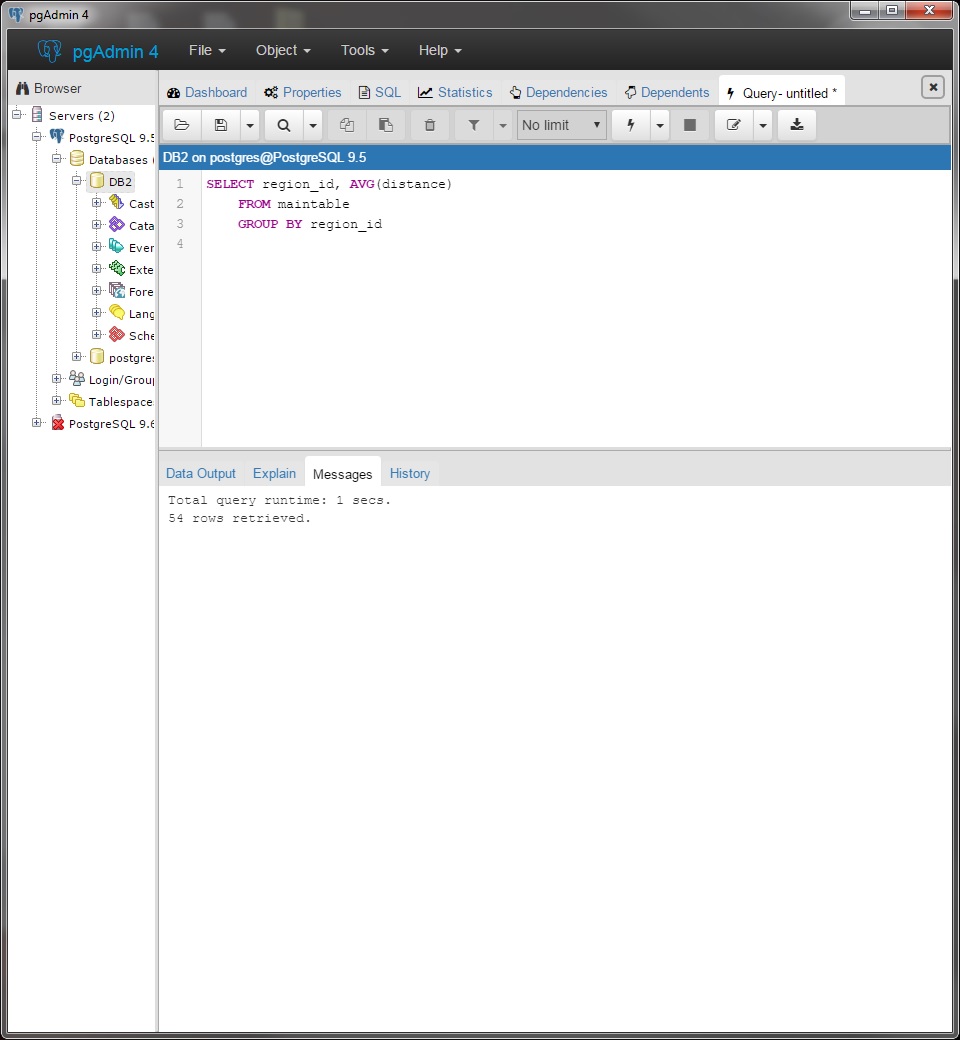 pgAdmin 4
pgAdmin 4 File Object Tools Help
Browser
Servers (2)
PostgreSQL 9.5
Databases (
DB2
Cast
Cata
Even
Exte
Fore
Lang
Sche
postgres
Login/Group
Tablespace
PostgreSQL 9.6
Dashboard Properties SQL Statistics Dependencies Dependents Query- untitled *
No limit
DB2 on postgres@PostgreSQL 9.5
1 SELECT region_id, AVG(distance)
2 FROM maintable
3 GROUP BY region_id
4
Data Output Explain Messages History
Total query runtime: 1 secs.
54 rows retrieved.